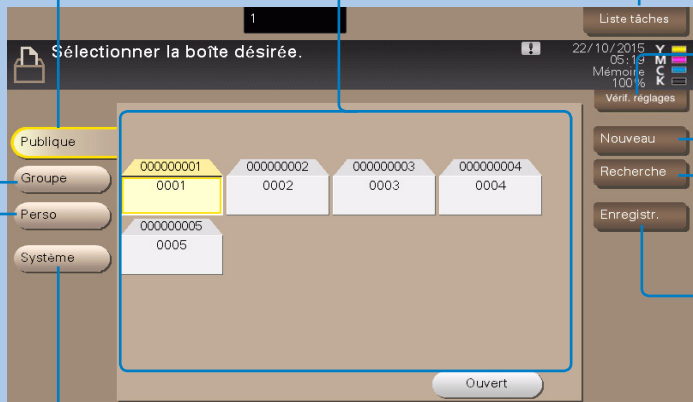 1
Liste tâches
Sélectionner la boîte désirée.
22/10/2015
05:19
Mémoire
100%
Y
M
C
K
Vérif. réglages
Publique
Groupe
Perso
Système
000000001
0001
000000002
0002
000000003
0003
000000004
0004
000000005
0005
Nouveau
Recherche
Enregistr.
Ouvert